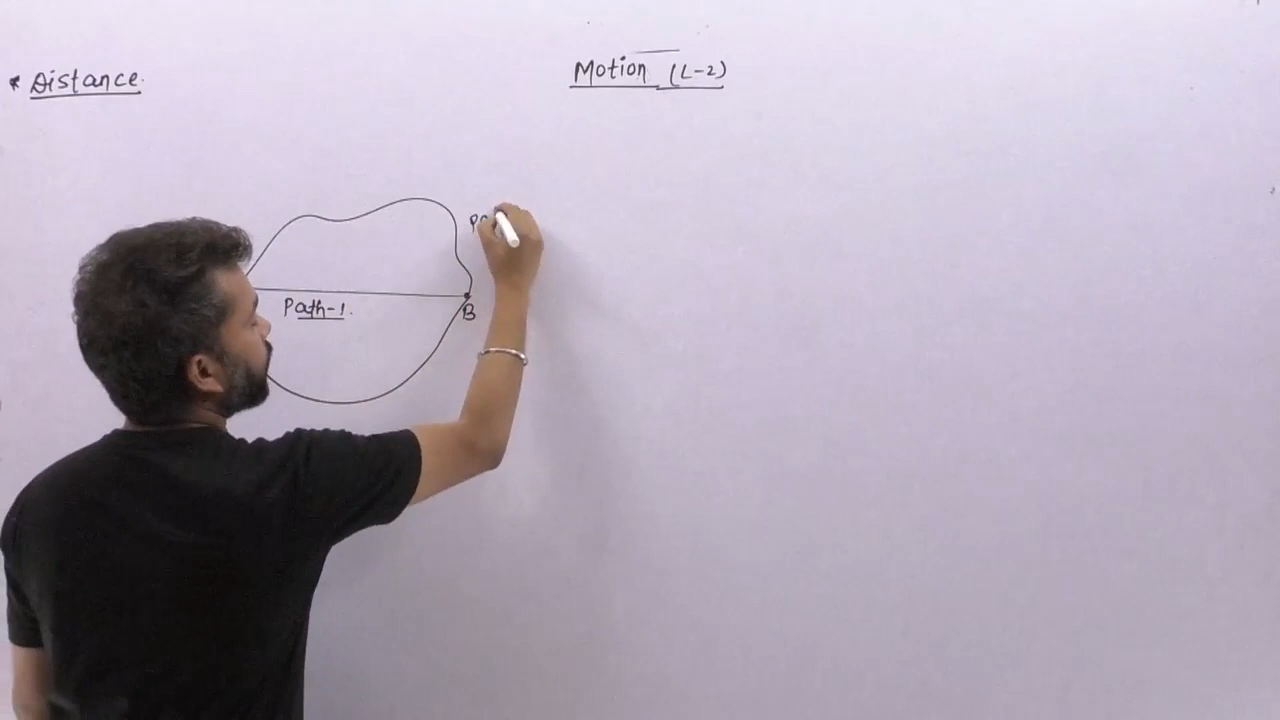 * Distance.
Motion (L-2)
Path-1.
B